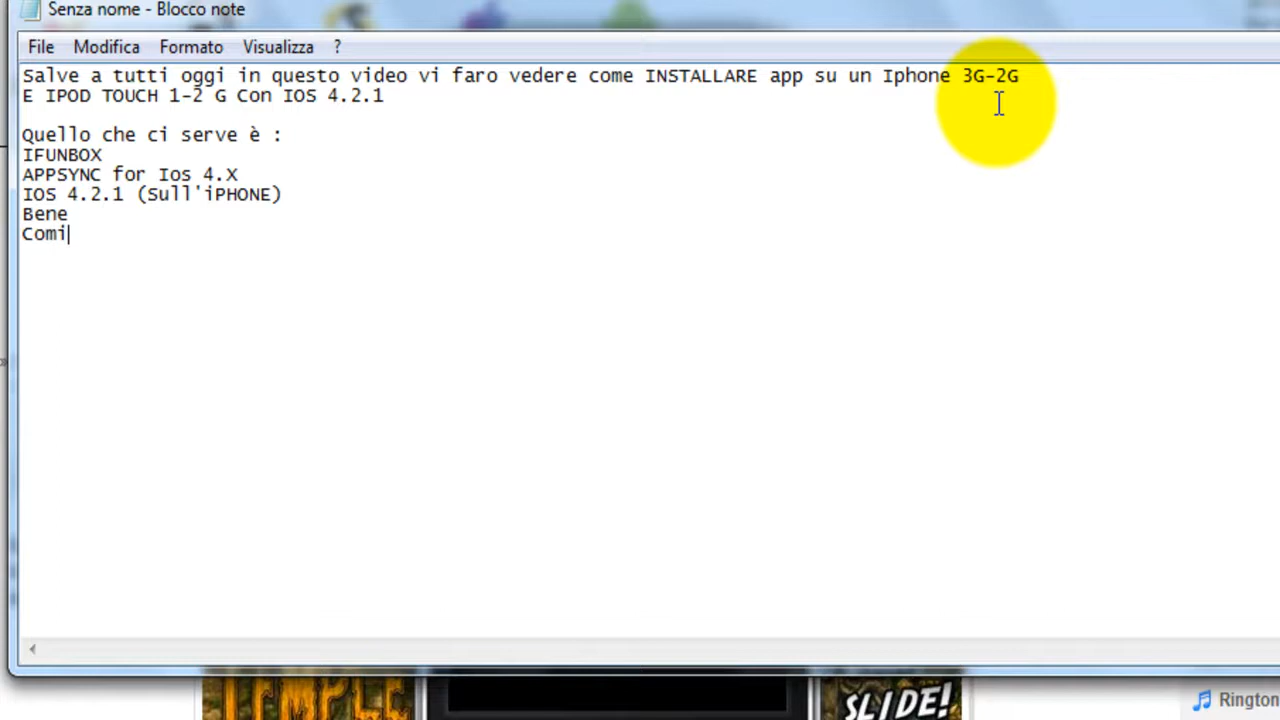 Senza nome - Blocco note
File Modifica Formato Visualizza ?
Salve a tutti oggi in questo video vi faro vedere come INSTALLARE app su un Iphone 3G-2G
E IPOD TOUCH 1-2 G Con IOS 4.2.1
Quello che ci serve è :
IFUNBOX
APPSYNC for Ios 4.X
IOS 4.2.1 (Sull'iPHONE)
Bene
Comi
TEMPLE
SLIDE!
Rington